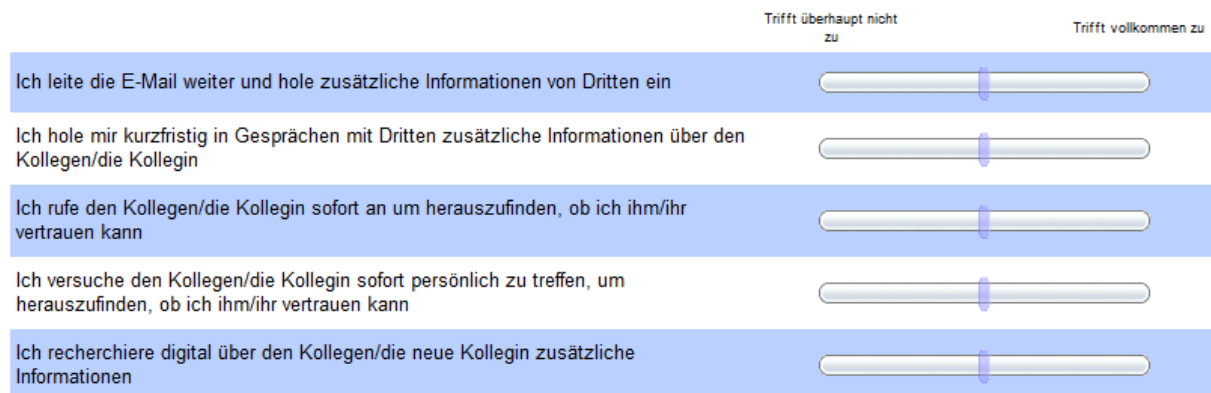 Trifft überhaupt nicht
zu
Trifft vollkommen zu
Ich leite die E-Mail weiter und hole zusätzliche Informationen von Dritten ein
Ich hole mir kurzfristig in Gesprächen mit Dritten zusätzliche Informationen über den
Kollegen/die Kollegin
Ich rufe den Kollegen/die Kollegin sofort an um herauszufinden, ob ich ihm/ihr
vertrauen kann
Ich versuche den Kollegen/die Kollegin sofort persönlich zu treffen, um
herauszufinden, ob ich ihm/ihr vertrauen kann
Ich recherchiere digital über den Kollegen/die neue Kollegin zusätzliche
Informationen